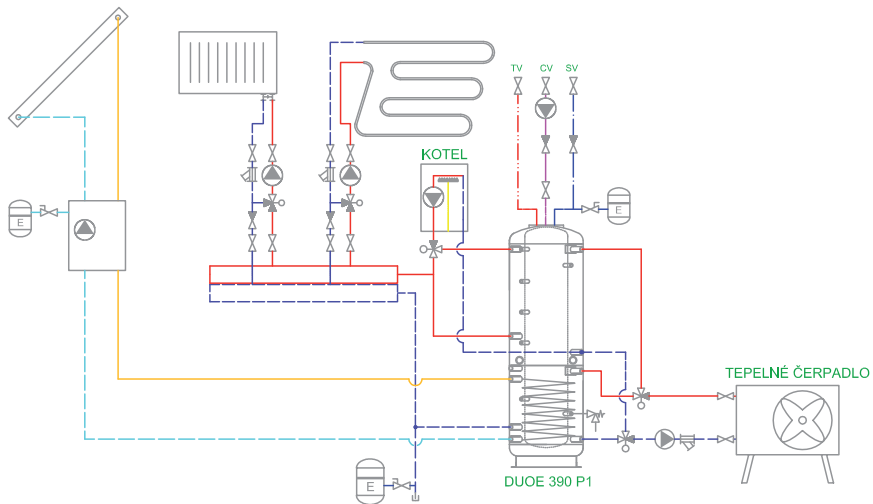 TV CV SV
KOTEL
E
E
TEPELNÉ ČERPADLO
E
DUOE 390 P1